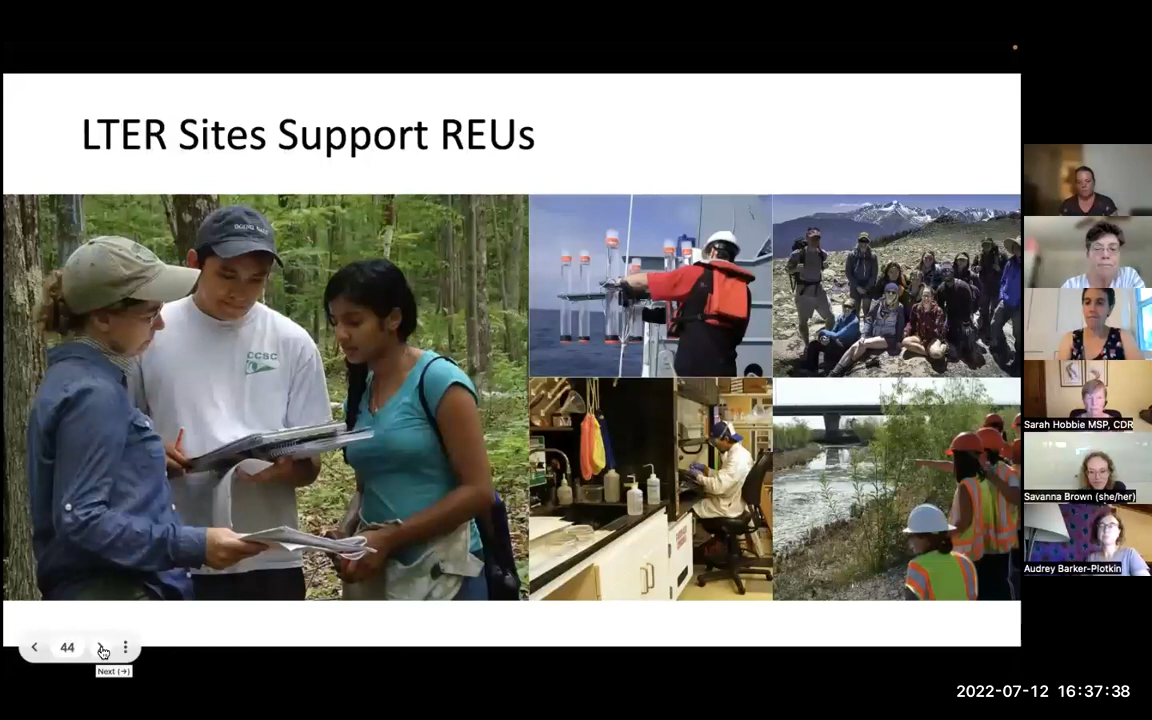 LTER Sites Support REUs
CCSC
Sarah Hobbie MSP, CDR
Savanna Brown (she/her)
Audrey Barker-Plotkin
44
Next (→)
2022-07-12 16:37:38